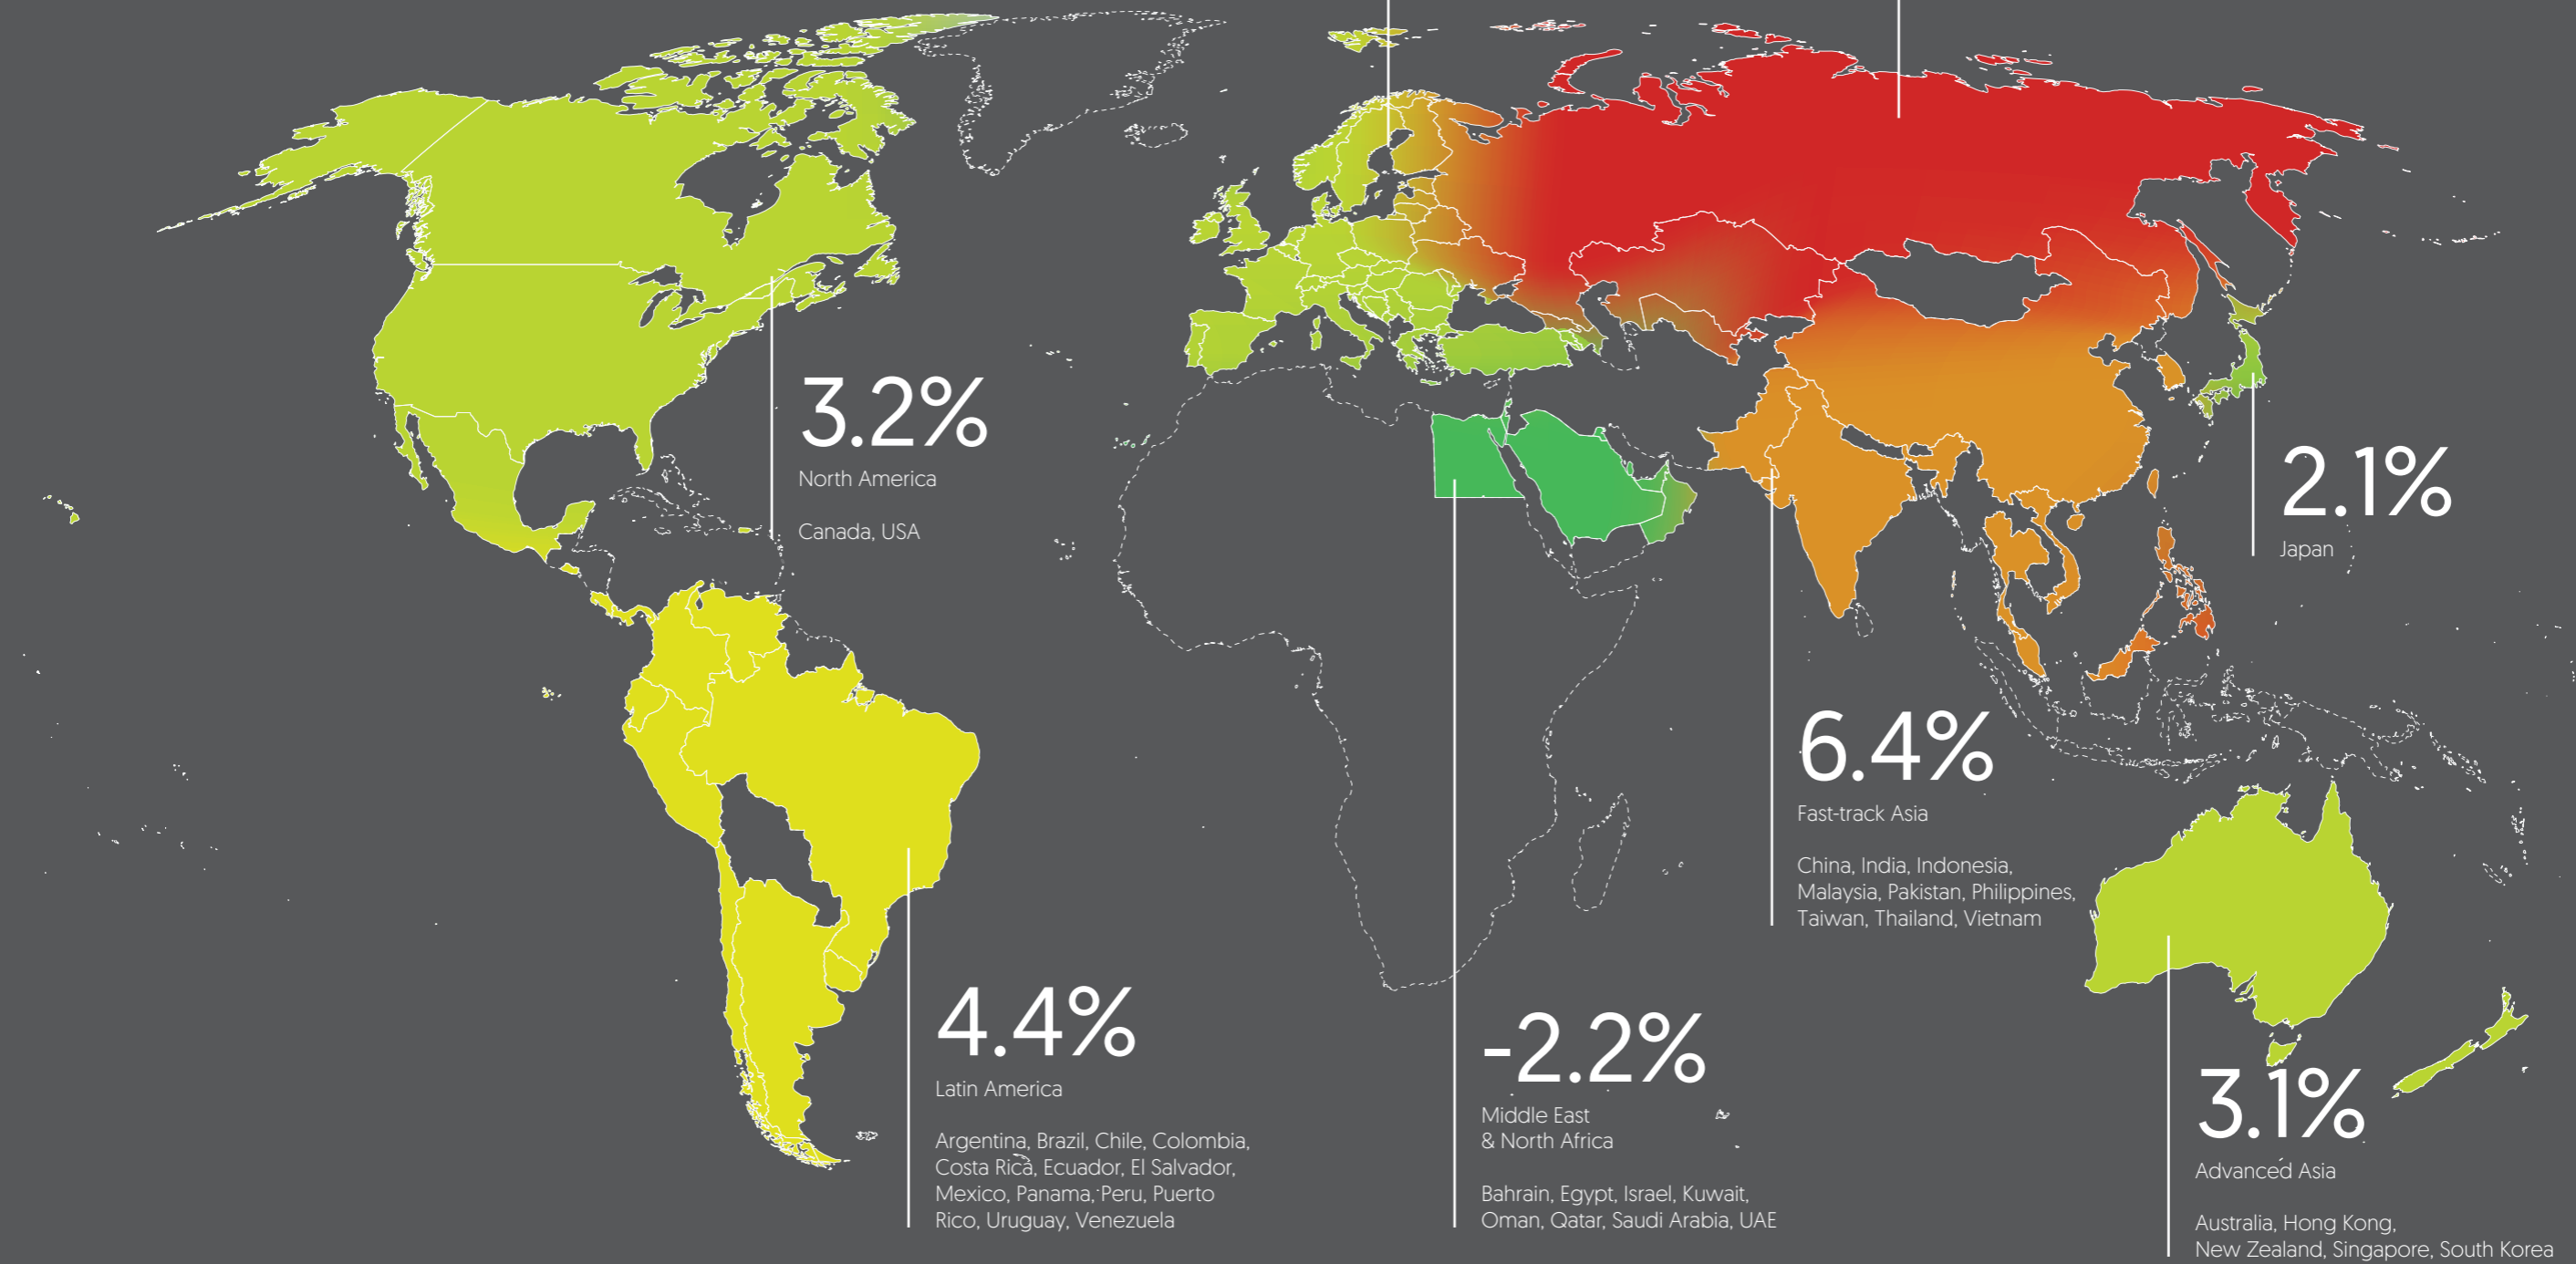 3.2%
North America
Canada, USA
2.1%
Japan
6.4%
Fast-track Asia
China, India, Indonesia,
Malaysia, Pakistan, Philippines,
Taiwan, Thailand, Vietnam
4.4%
Latin America
Argentina, Brazil, Chile, Colombia,
Costa Rica, Ecuador, El Salvador,
Mexico, Panama, Peru, Puerto
Rico, Uruguay, Venezuela
-2.2%
Middle East
& North Africa
Bahrain, Egypt, Israel, Kuwait,
Oman, Qatar, Saudi Arabia, UAE
3.1%
Advanced Asia
Australia, Hong Kong,
New Zealand, Singapore, South Korea